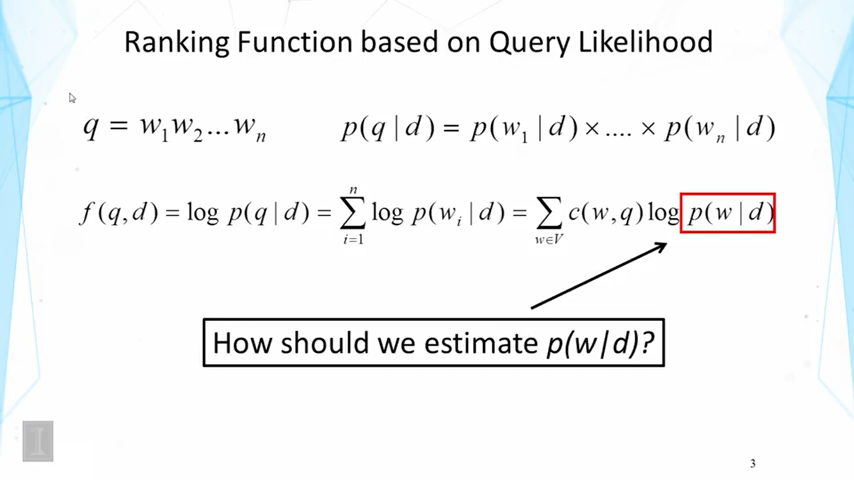 Ranking Function based on Query Likelihood
q = w₁w₂...wₙ p(q | d) = p(w₁ | d) × .... × p(wₙ | d)
f(q,d) = log p(q | d) = ∑ᵢ₌₁ⁿ log p(wᵢ | d) = ∑_{w∈V} c(w,q) log p(w | d)
How should we estimate p(w|d)?
I
3